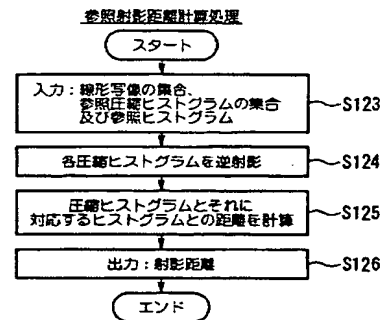 参照射影距離計算処理
スタート
入力：線形写像の集合、
参照圧縮ヒストグラムの集合
及び参照ヒストグラム
S123
各圧縮ヒストグラムを逆射影
S124
圧縮ヒストグラムとそれに
対応するヒストグラムとの距離を計算
S125
出力：射影距離
S126
エンド